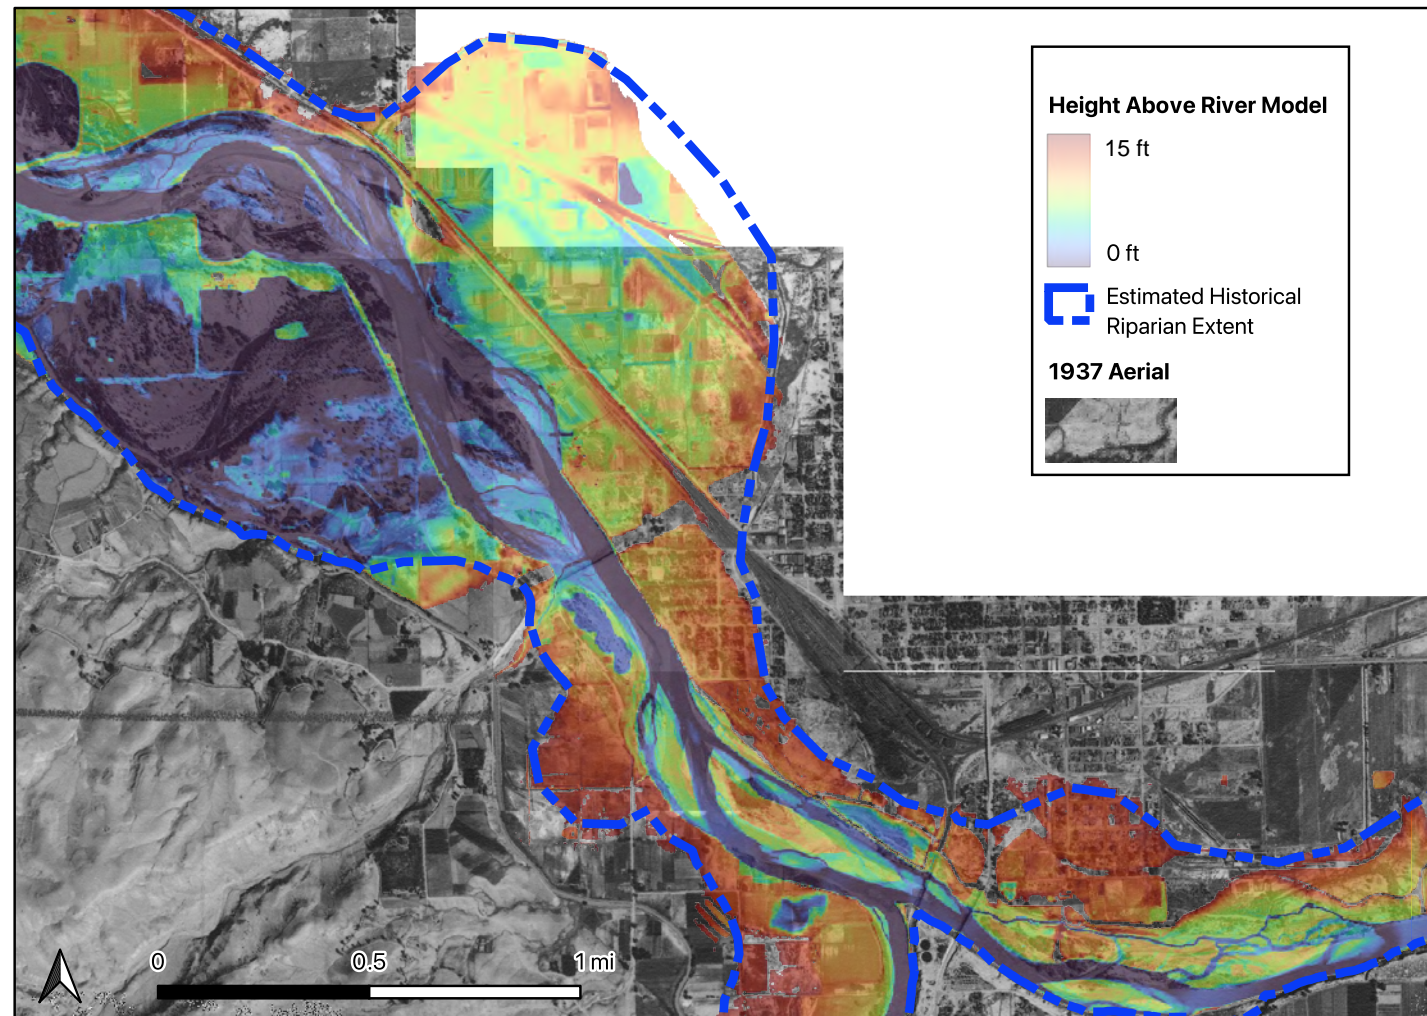 Height Above River Model
15 ft
0 ft
Estimated Historical
Riparian Extent
1937 Aerial
0
0.5
1 mi